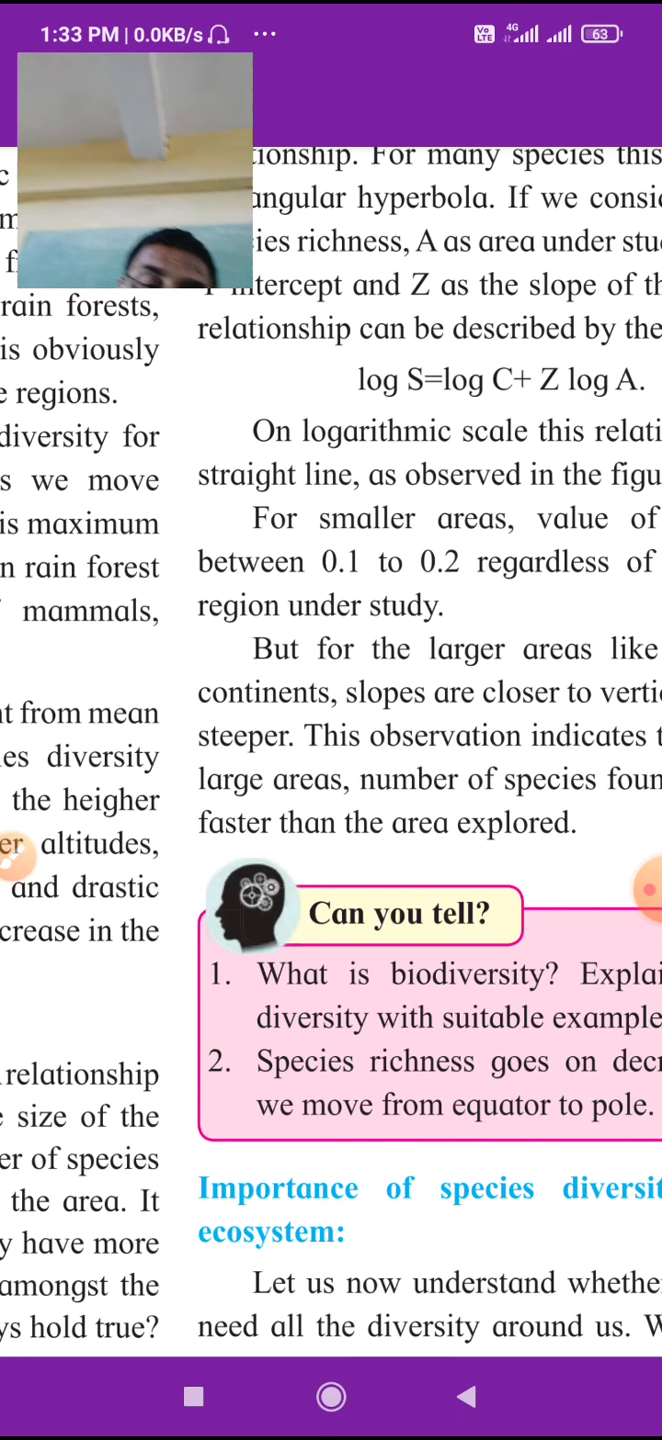 1:33 PM | 0.0KB/s
Vo LTE 4G 63
c
m
f
rain forests,
is obviously
e regions.
diversity for
s we move
is maximum
n rain forest
mammals,
nt from mean
ies diversity
the heigher
er altitudes,
and drastic
crease in the
relationship
e size of the
er of species
the area. It
y have more
amongst the
ys hold true?
tionship. For many species this
angular hyperbola. If we consi
ies richness, A as area under stu
intercept and Z as the slope of th
relationship can be described by the
log S=log C+ Z log A.
On logarithmic scale this relati
straight line, as observed in the figu
For smaller areas, value of
between 0.1 to 0.2 regardless of
region under study.
But for the larger areas like
continents, slopes are closer to verti
steeper. This observation indicates t
large areas, number of species foun
faster than the area explored.
Can you tell?
1. What is biodiversity? Explai
diversity with suitable example
2. Species richness goes on decr
we move from equator to pole.
Importance of species diversit
ecosystem:
Let us now understand whethe
need all the diversity around us. W